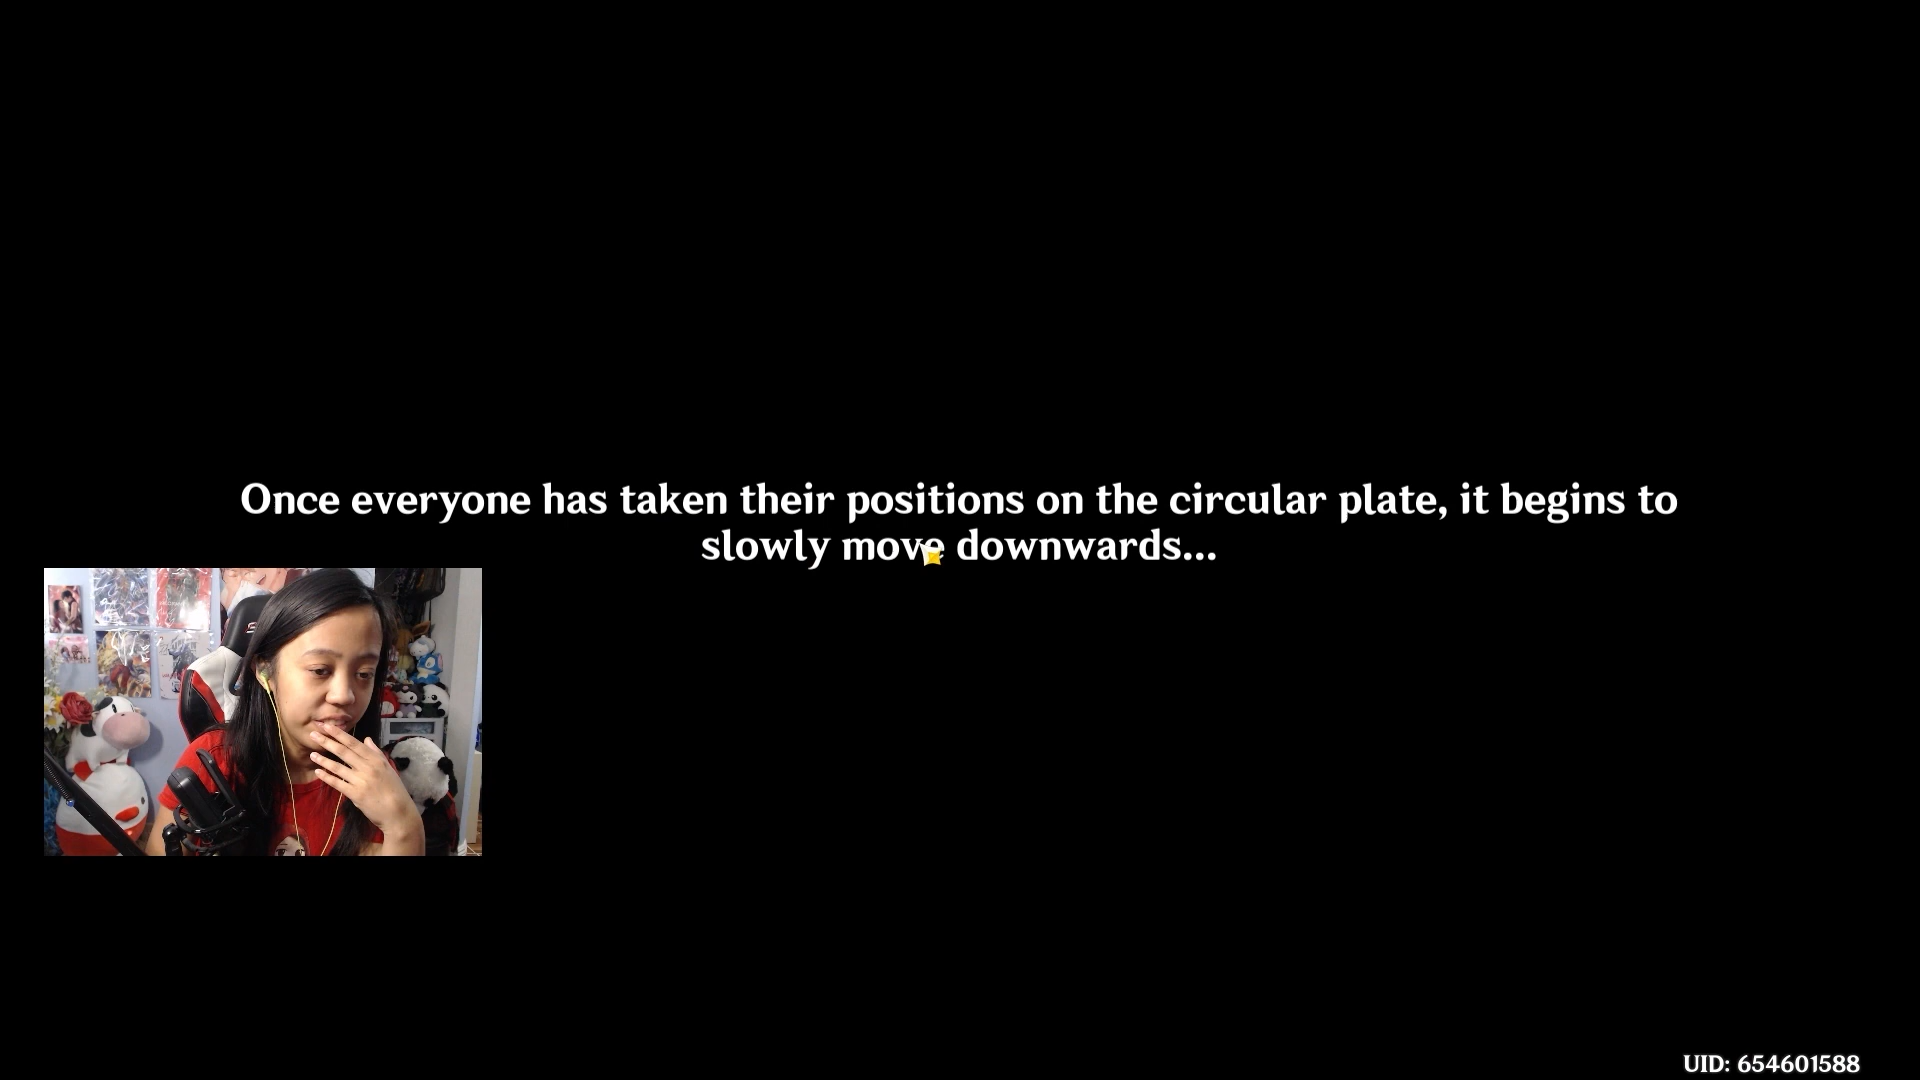 Once everyone has taken their positions on the circular plate, it begins to
slowly move downwards...
UID: 654601588